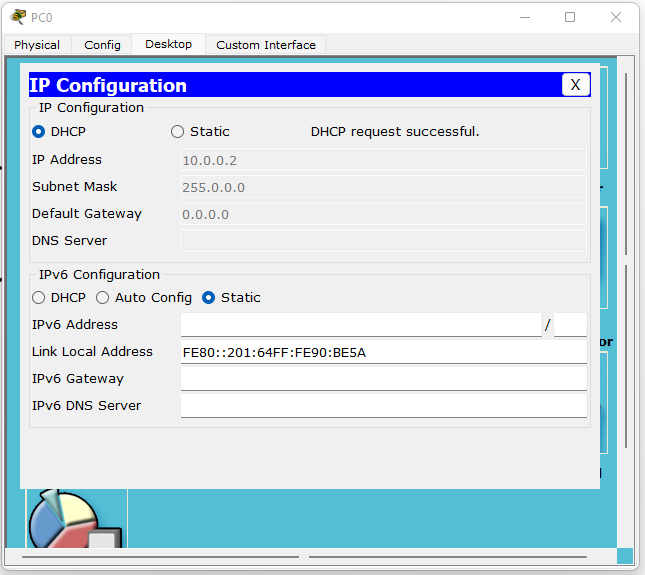 PC0
Physical Config Desktop Custom Interface
IP Configuration X
IP Configuration
DHCP Static DHCP request successful.
IP Address 10.0.0.2
Subnet Mask 255.0.0.0
Default Gateway 0.0.0.0
DNS Server
IPv6 Configuration
DHCP Auto Config Static
IPv6 Address /
Link Local Address FE80::201:64FF:FE90:BE5A
IPv6 Gateway
IPv6 DNS Server